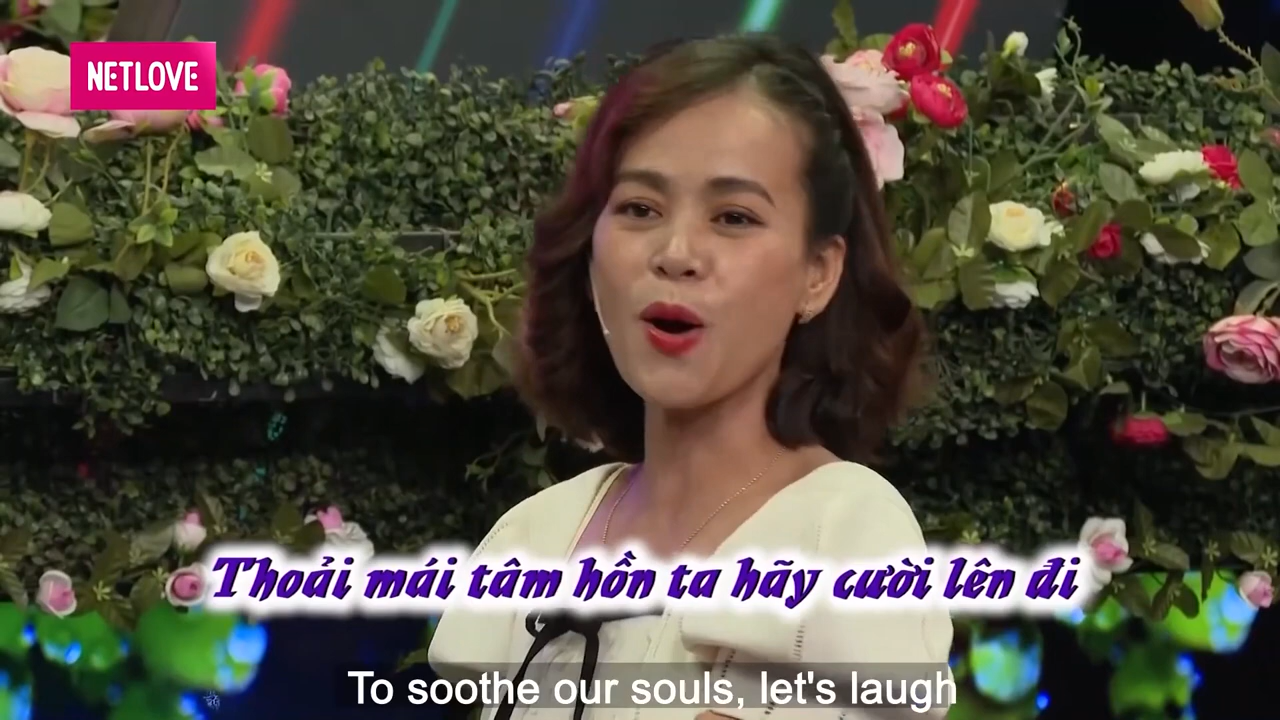 NETLOVE
Thoải mái tâm hồn ta hãy cười lên đi
To soothe our souls, let's laugh